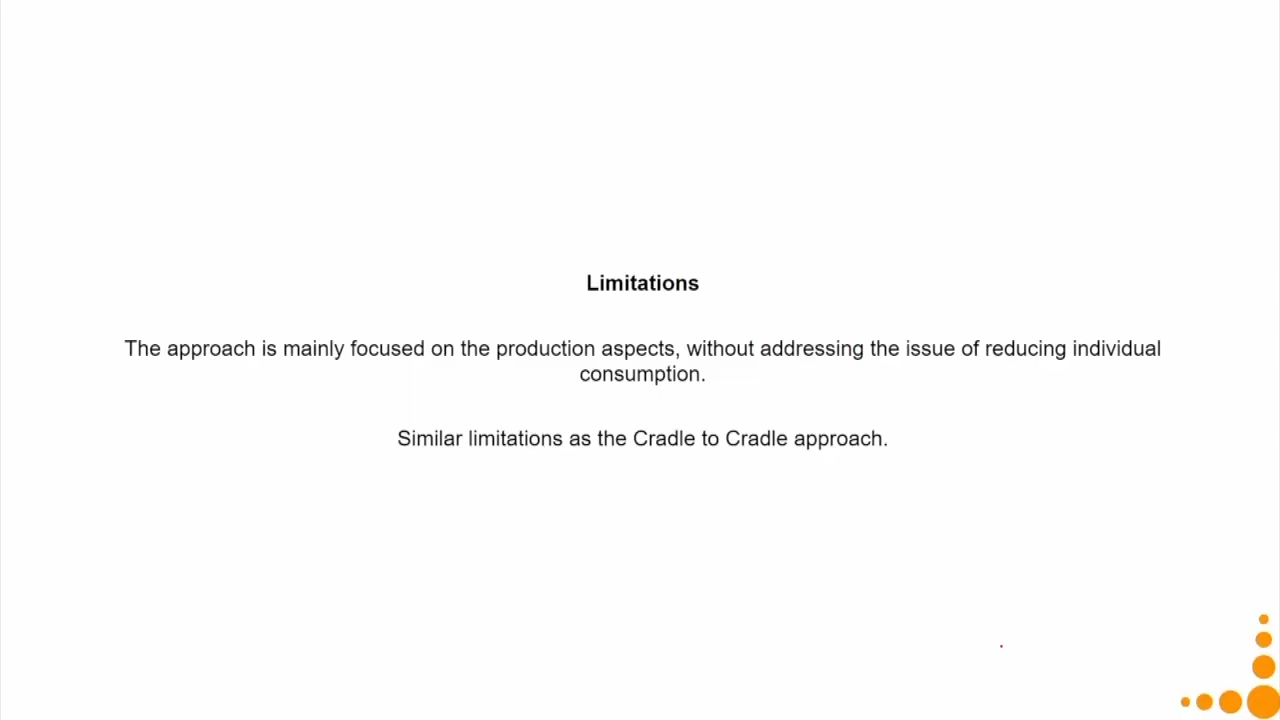 Limitations
The approach is mainly focused on the production aspects, without addressing the issue of reducing individual
consumption.
Similar limitations as the Cradle to Cradle approach.